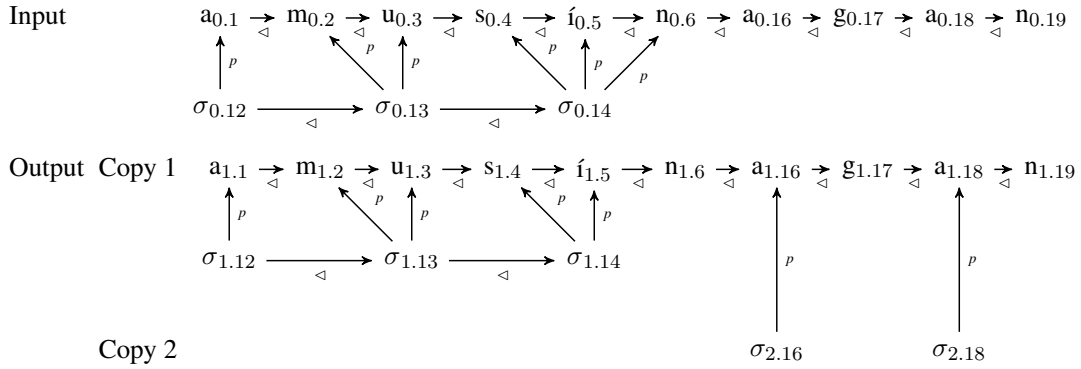 Input a₀.₁ m₀.₂ u₀.₃ s₀.₄ í₀.₅ n₀.₆ a₀.₁₆ g₀.₁₇ a₀.₁₈ n₀.₁₉
◁ ◁ ◁ ◁ ◁ ◁ ◁ ◁ ◁
p p p p p p
σ₀.₁₂ σ₀.₁₃ σ₀.₁₄
◁ ◁
Output Copy 1 a₁.₁ m₁.₂ u₁.₃ s₁.₄ í₁.₅ n₁.₆ a₁.₁₆ g₁.₁₇ a₁.₁₈ n₁.₁₉
◁ ◁ ◁ ◁ ◁ ◁ ◁ ◁ ◁
p p p p p
σ₁.₁₂ σ₁.₁₃ σ₁.₁₄ p p
◁ ◁
Copy 2 σ₂.₁₆ σ₂.₁₈